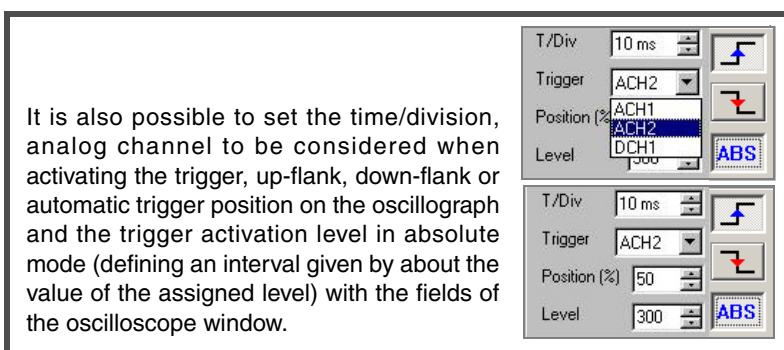 It is also possible to set the time/division,
analog channel to be considered when
activating the trigger, up-flank, down-flank or
automatic trigger position on the oscillograph
and the trigger activation level in absolute
mode (defining an interval given by about the
value of the assigned level) with the fields of
the oscilloscope window.
T/Div 10 ms
Trigger ACH2
ACH1
Position (%
ACH2
DCH1
Level
ABS
T/Div 10 ms
Trigger ACH2
Position (%) 50
Level 300 ABS